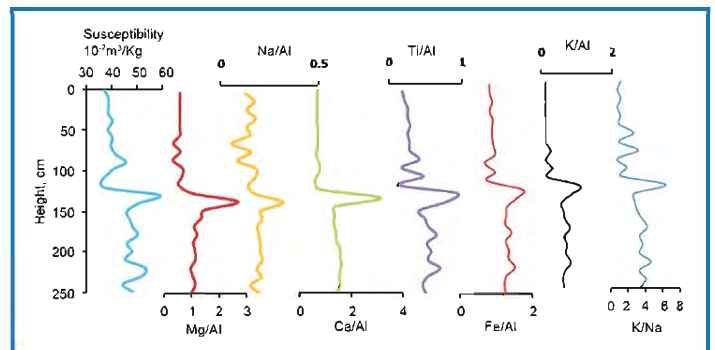 Susceptibility
10⁻⁷m³/Kg
30 40 50 60
Na/Al
0 0.5
Ti/Al
0 1
K/Al
0 2
Height, cm
0
50
100
150
200
250
0 1 2 3
Mg/Al
0 2 4
Ca/Al
0 2
Fe/Al
0 2 4 6 8
K/Na